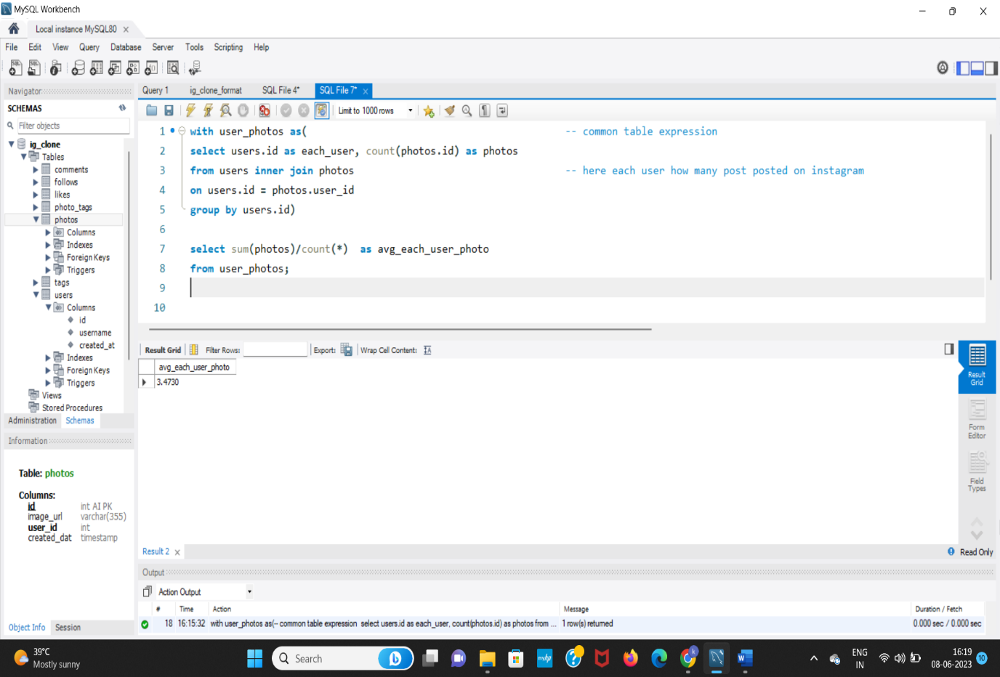 MySQL Workbench
Local instance MySQL80 ×
File Edit View Query Database Server Tools Scripting Help
Navigator
SCHEMAS
Filter objects
ig_clone
Tables
comments
follows
likes
photo_tags
photos
Columns
Indexes
Foreign Keys
Triggers
tags
users
Columns
id
username
created_at
Indexes
Foreign Keys
Triggers
Views
Stored Procedures
Administration Schemas
Information
Table: photos
Columns:
id int AI PK
image_url varchar(355)
user_id int
created_dat timestamp
Object Info Session
Query 1 ig_clone_format SQL File 4* SQL File 7* ×
Limit to 1000 rows
1 with user_photos as( -- common table expression
2 select users.id as each_user, count(photos.id) as photos
3 from users inner join photos -- here each user how many post posted on instagram
4 on users.id = photos.user_id
5 group by users.id)
6
7 select sum(photos)/count(*) as avg_each_user_photo
8 from user_photos;
9
10
Result Grid Filter Rows: Export: Wrap Cell Content:
avg_each_user_photo
3.4730
Result Grid
Form Editor
Field Types
Result 2 × Read Only
Output
Action Output
# Time Action Message Duration / Fetch
18 16:15:32 with user_photos as(-- common table expression select users.id as each_user, count(photos.id) as photos from ... 1 row(s) returned 0.000 sec / 0.000 sec
39°C
Mostly sunny
Search
ENG
IN
16:19
08-06-2023
10